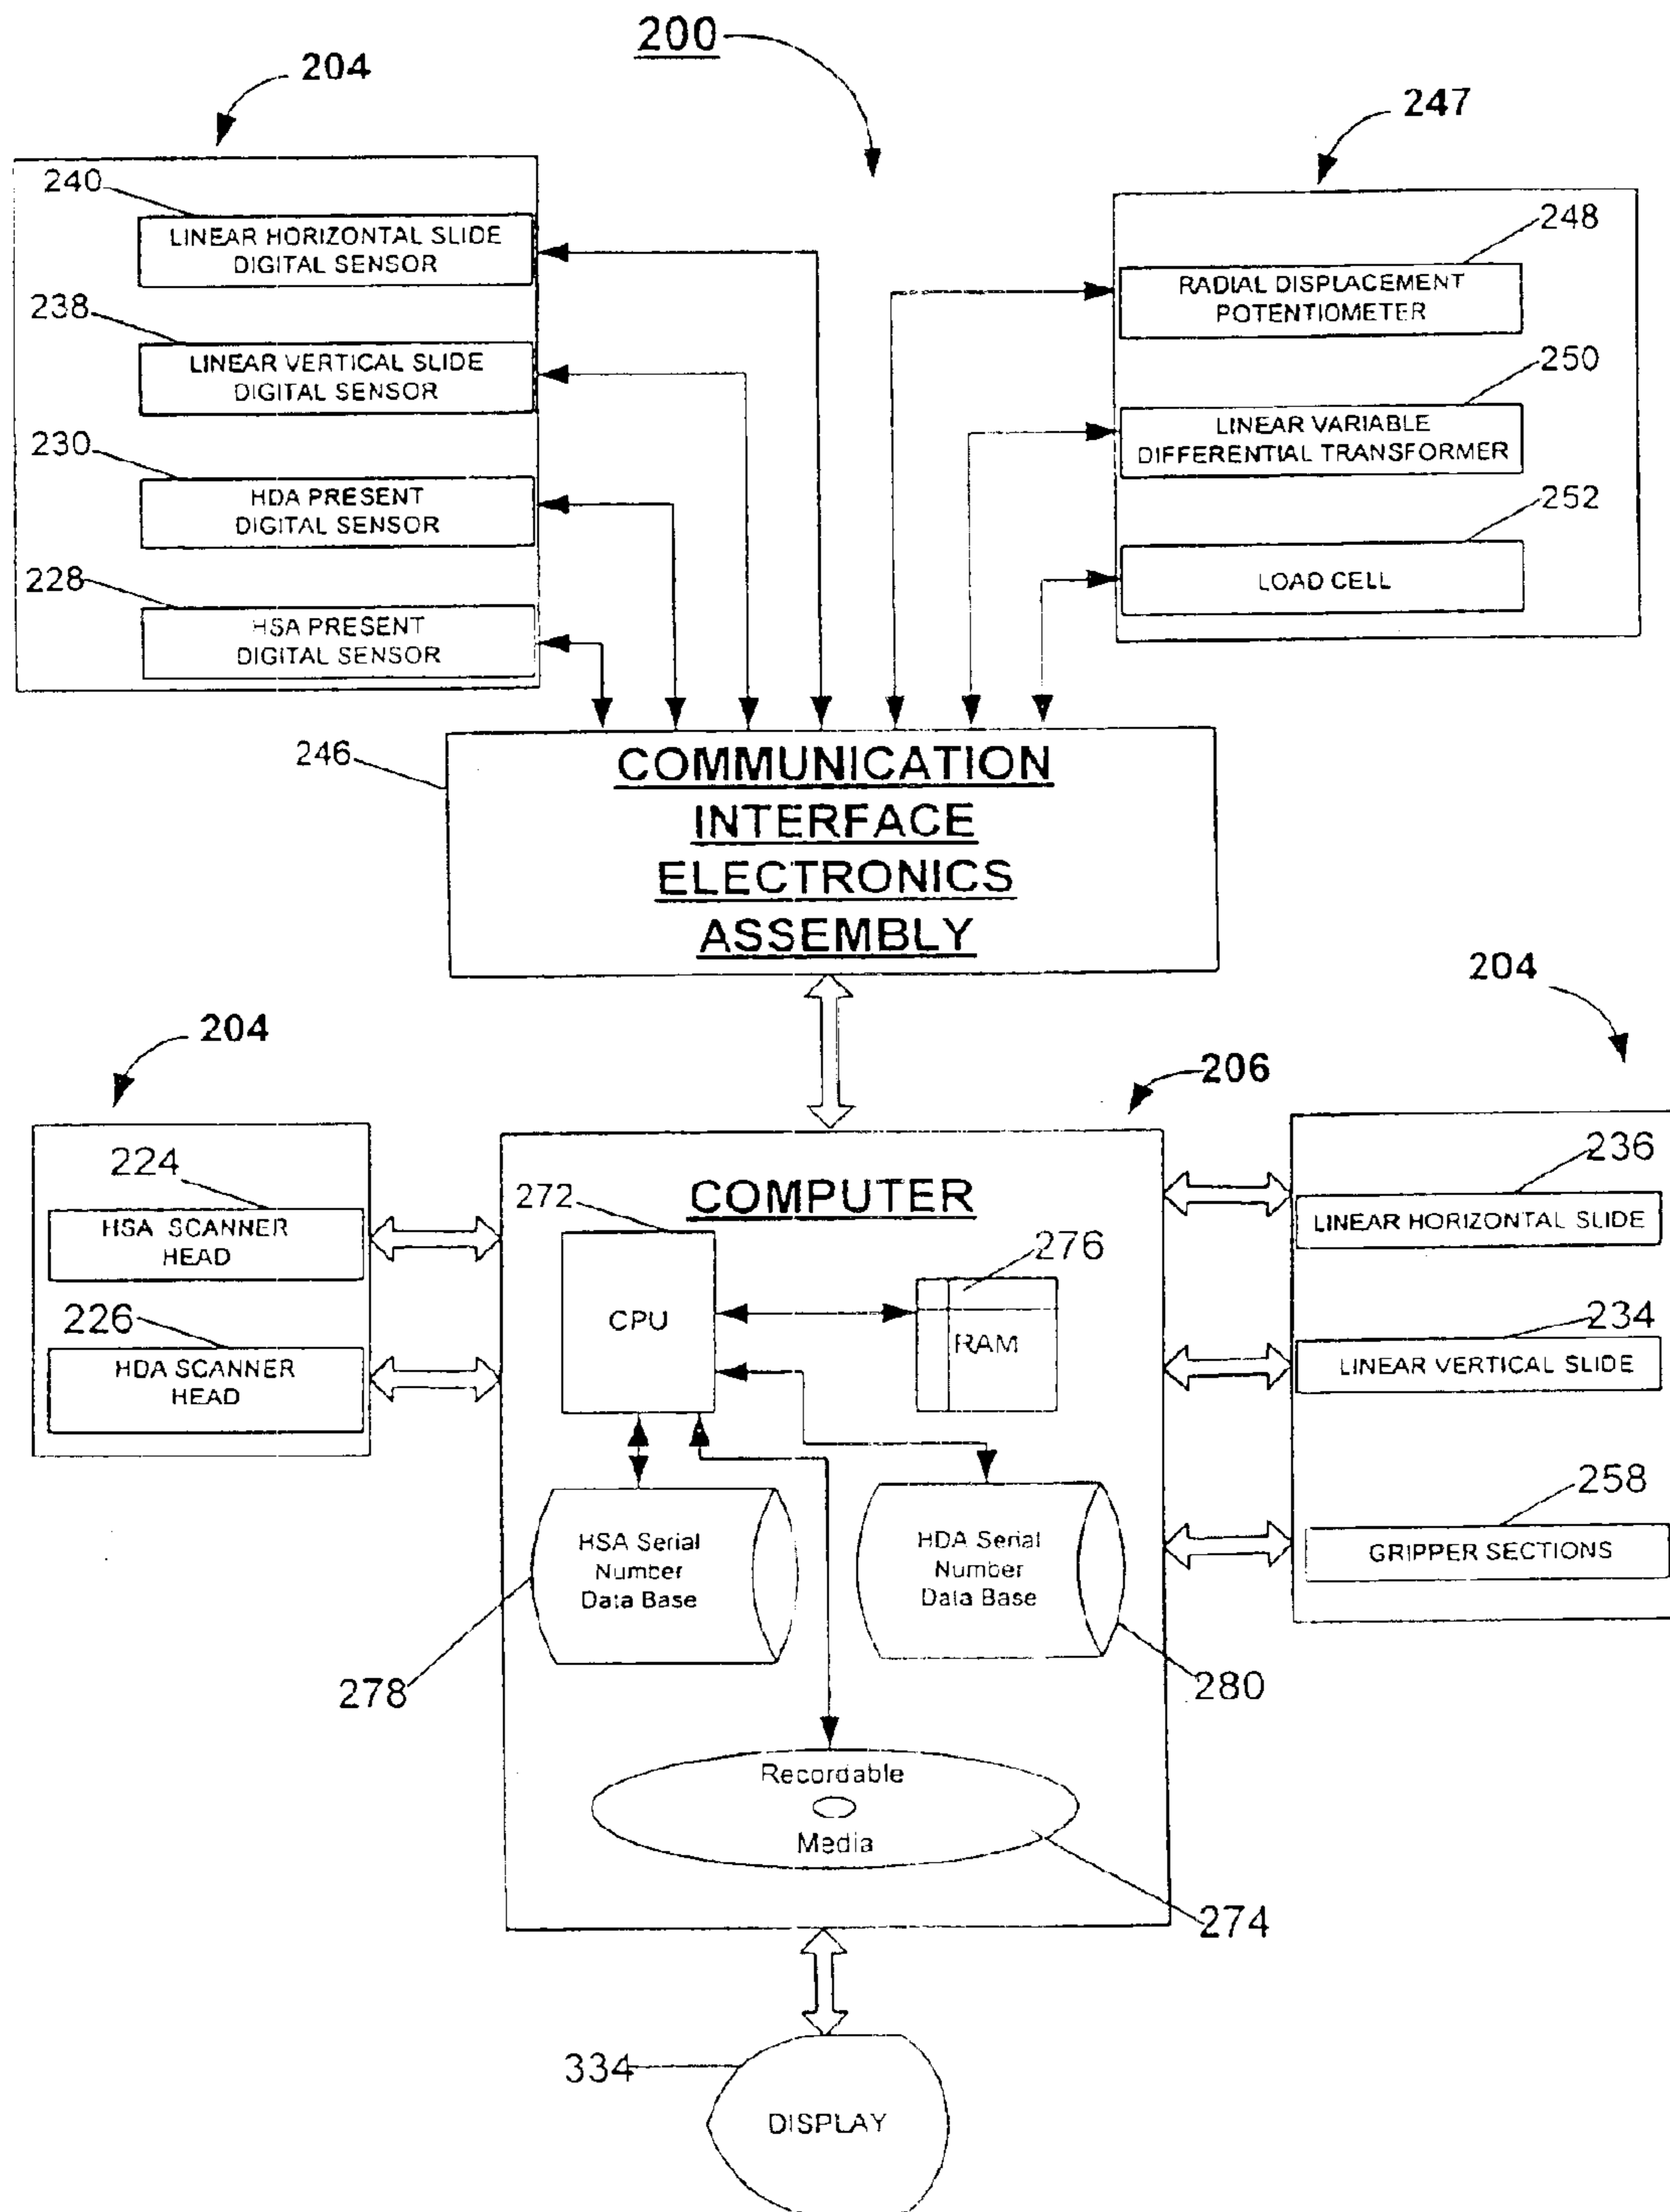 200
204
247
240
LINEAR HORIZONTAL SLIDE
DIGITAL SENSOR
238
LINEAR VERTICAL SLIDE
DIGITAL SENSOR
230
HDA PRESENT
DIGITAL SENSOR
228
HSA PRESENT
DIGITAL SENSOR
248
RADIAL DISPLACEMENT
POTENTIOMETER
250
LINEAR VARIABLE
DIFFERENTIAL TRANSFORMER
252
LOAD CELL
246
COMMUNICATION
INTERFACE
ELECTRONICS
ASSEMBLY
204
204
206
224
HSA SCANNER
HEAD
226
HDA SCANNER
HEAD
COMPUTER
272
CPU
276
RAM
HSA Serial
Number
Data Base
278
HDA Serial
Number
Data Base
280
Recordable
Media
274
236
LINEAR HORIZONTAL SLIDE
234
LINEAR VERTICAL SLIDE
258
GRIPPER SECTIONS
334
DISPLAY